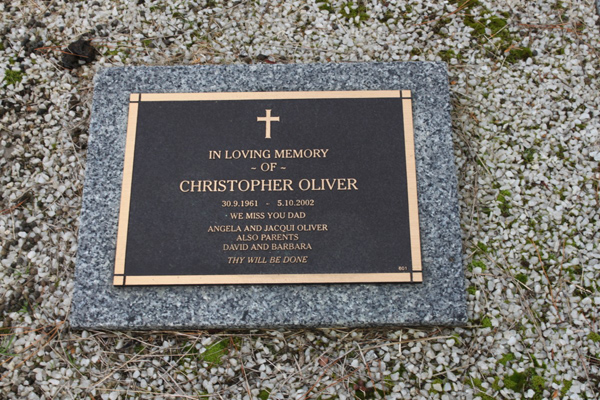 IN LOVING MEMORY
~ OF ~
CHRISTOPHER OLIVER
30.9.1961 - 5.10.2002
WE MISS YOU DAD
ANGELA AND JACQUI OLIVER
ALSO PARENTS
DAVID AND BARBARA
THY WILL BE DONE